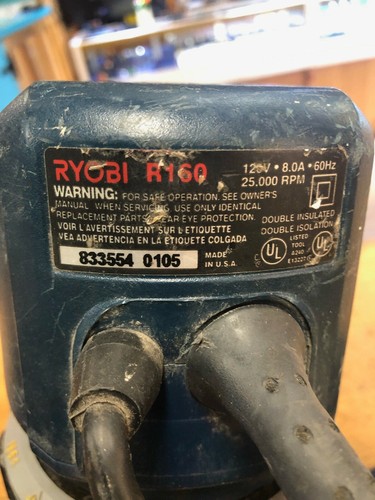 RYOBI R160
120V • 8.0A • 60Hz
25,000 RPM
WARNING: FOR SAFE OPERATION, SEE OWNER'S
MANUAL. WHEN SERVICING, USE ONLY IDENTICAL
REPLACEMENT PARTS. WEAR EYE PROTECTION.
DOUBLE INSULATED
VOIR L'AVERTISSEMENT SUR L'ETIQUETTE
DOUBLE ISOLATION
VEA ADVERTENCIA EN LA ETIQUETE COLGADA
833554 0105
MADE
IN U.S.A.
C
UL
LISTED
TOOL
UL